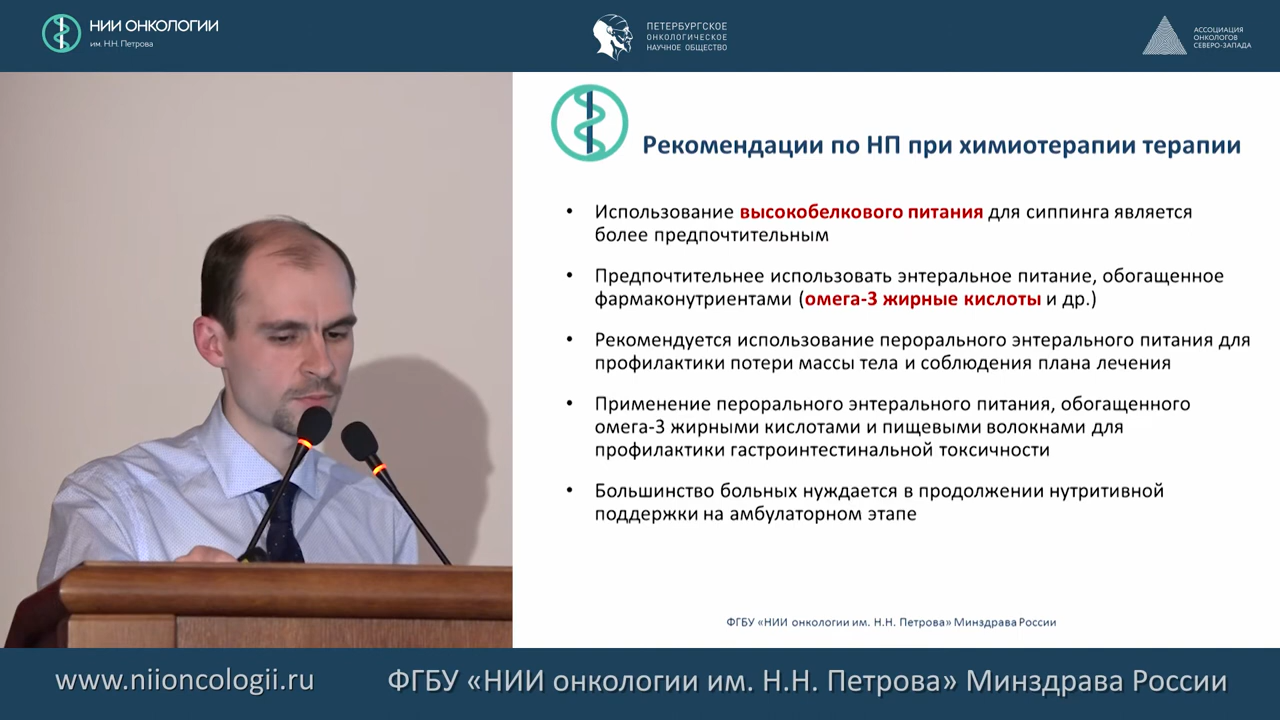 НИИ ОНКОЛОГИИ
им. Н.Н. Петрова
ПЕТЕРБУРГСКОЕ
ОНКОЛОГИЧЕСКОЕ
НАУЧНОЕ ОБЩЕСТВО
АССОЦИАЦИЯ
ОНКОЛОГОВ
СЕВЕРО-ЗАПАДА
Рекомендации по НП при химиотерапии терапии
• Использование высокобелкового питания для сиппинга является
более предпочтительным
• Предпочтительнее использовать энтеральное питание, обогащенное
фармаконутриентами (омега-3 жирные кислоты и др.)
• Рекомендуется использование перорального энтерального питания для
профилактики потери массы тела и соблюдения плана лечения
• Применение перорального энтерального питания, обогащенного
омега-3 жирными кислотами и пищевыми волокнами для
профилактики гастроинтестинальной токсичности
• Большинство больных нуждается в продолжении нутритивной
поддержки на амбулаторном этапе
ФГБУ «НИИ онкологии им. Н.Н. Петрова» Минздрава России
www.niioncologii.ru
ФГБУ «НИИ онкологии им. Н.Н. Петрова» Минздрава России